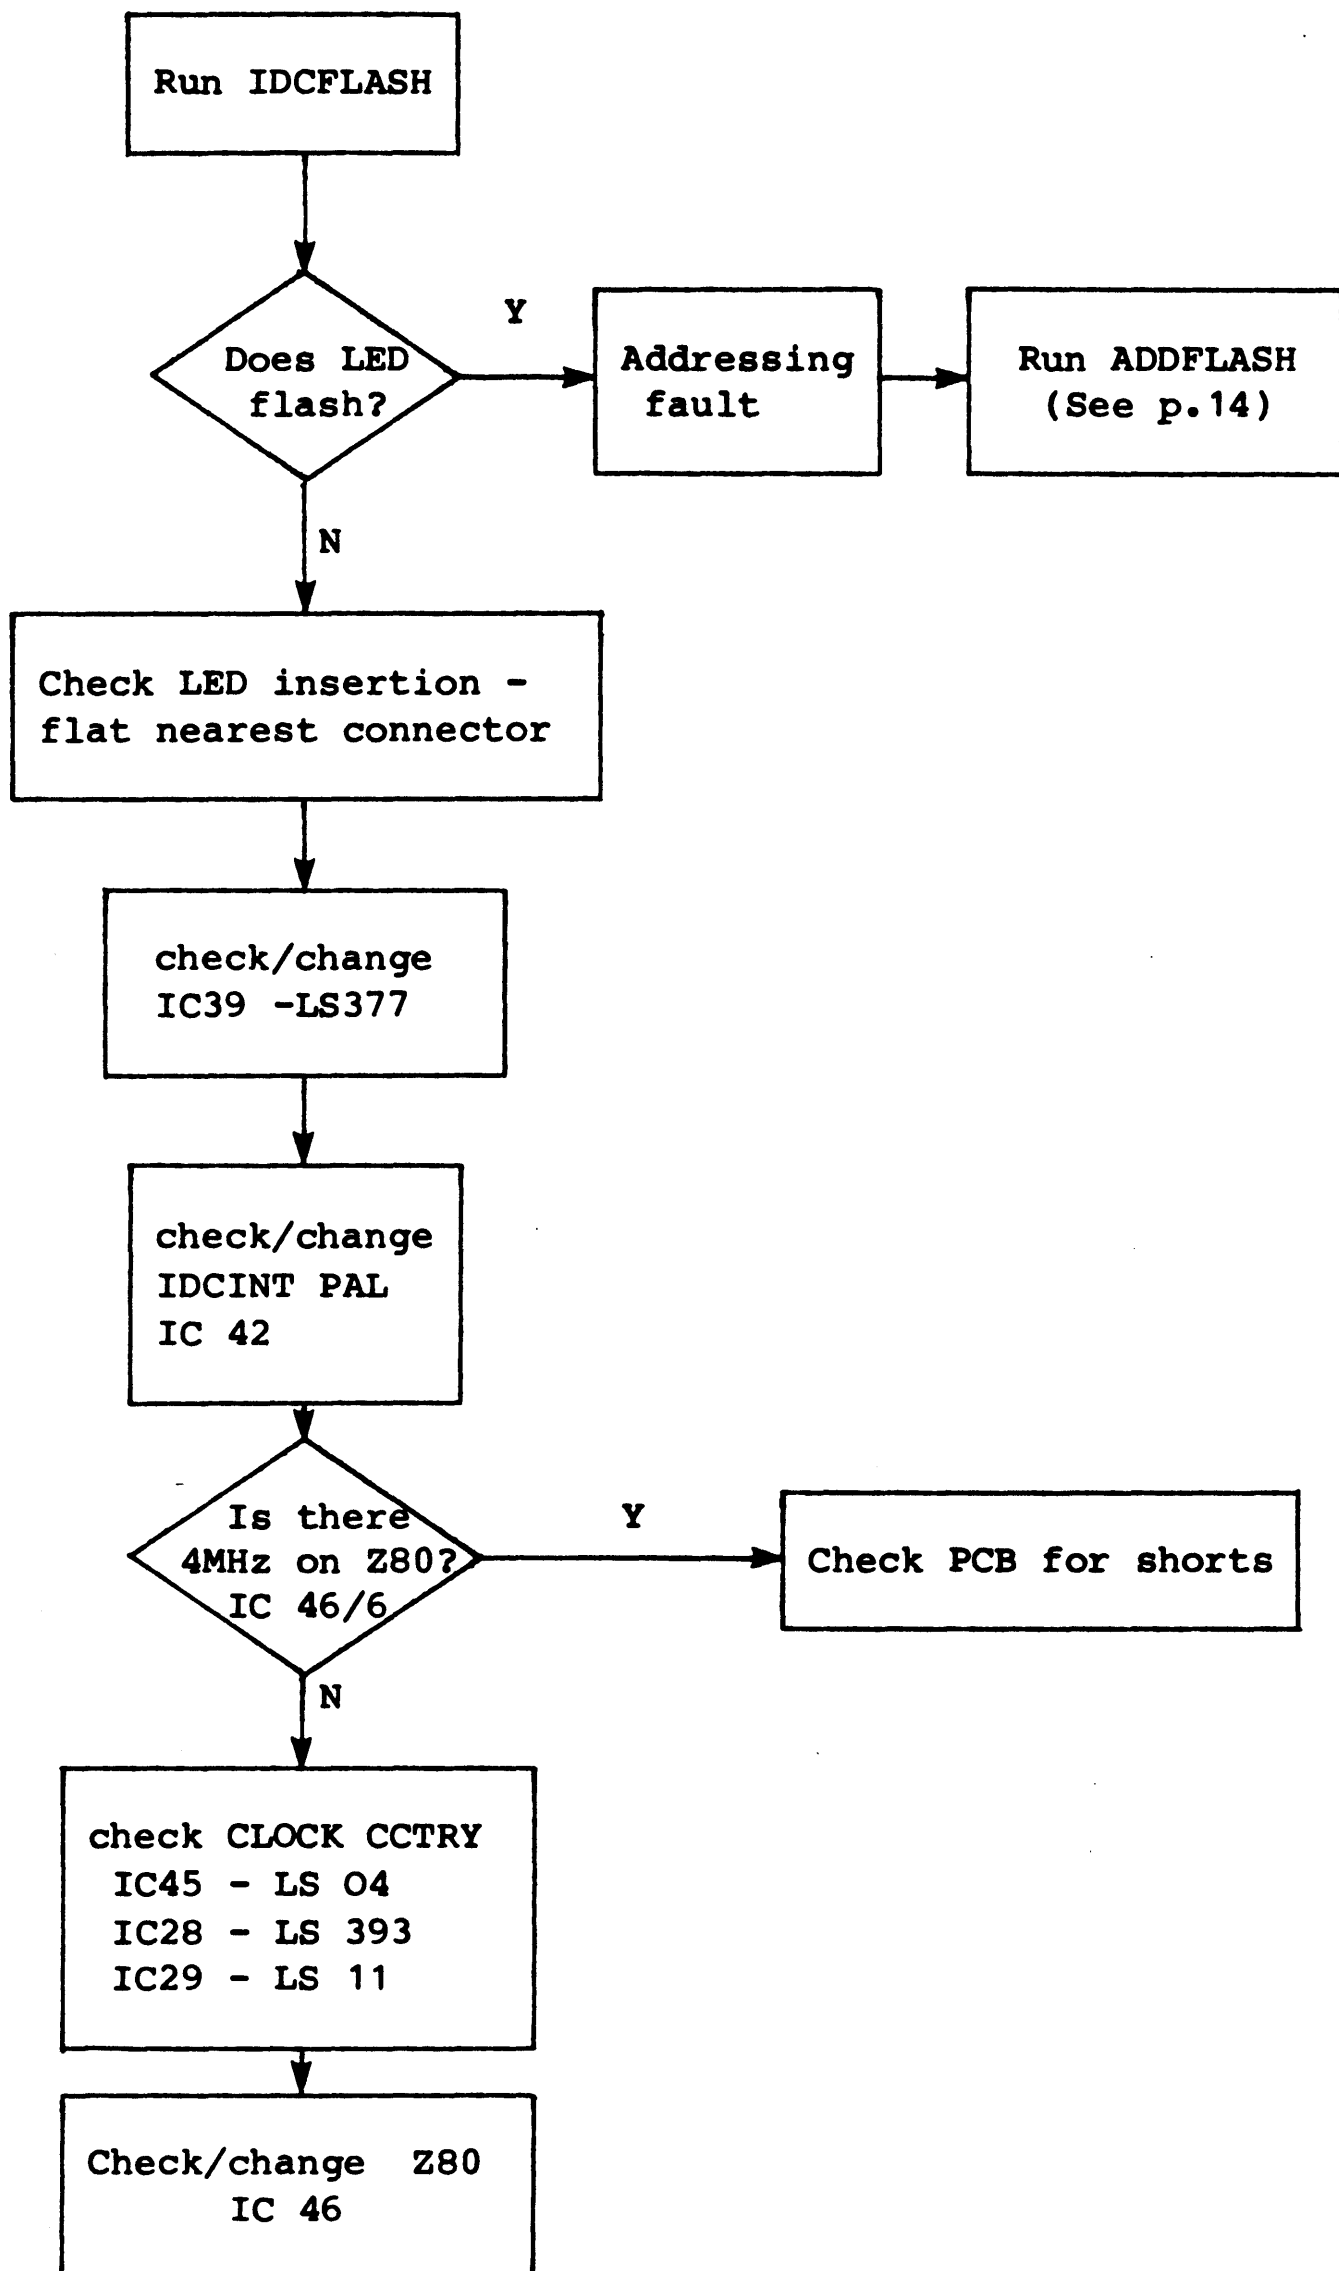 Run IDCFLASH
Does LED
flash?
Y
Addressing
fault
Run ADDFLASH
(See p.14)
N
Check LED insertion -
flat nearest connector
check/change
IC39 -LS377
check/change
IDCINT PAL
IC 42
Is there
4MHz on Z80?
IC 46/6
Y
Check PCB for shorts
N
check CLOCK CCTRY
IC45 - LS O4
IC28 - LS 393
IC29 - LS 11
Check/change Z80
IC 46